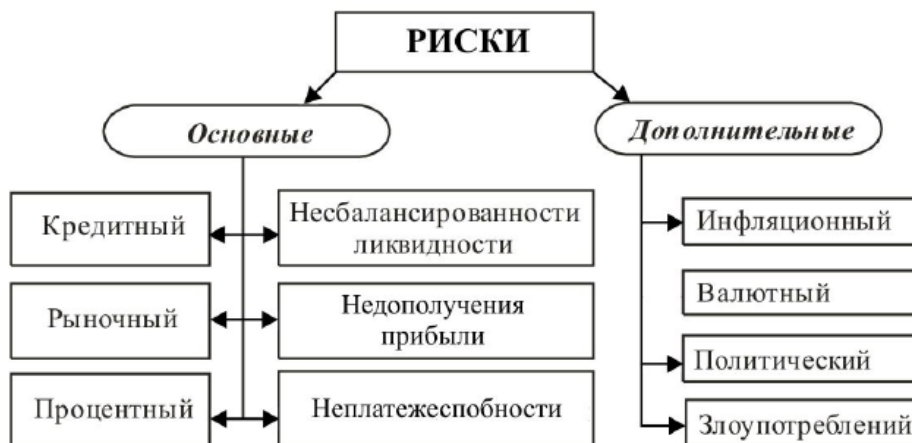 РИСКИ
Основные
Дополнительные
Кредитный
Несбалансированности
ликвидности
Инфляционный
Рыночный
Недополучения
прибыли
Валютный
Политический
Процентный
Неплатежеспобности
Злоупотреблений